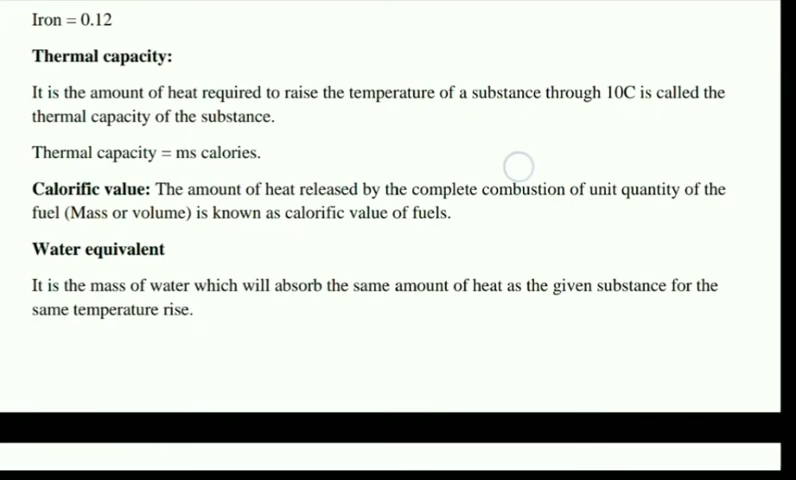 Iron = 0.12
Thermal capacity:
It is the amount of heat required to raise the temperature of a substance through 10C is called the
thermal capacity of the substance.
Thermal capacity = ms calories.
Calorific value: The amount of heat released by the complete combustion of unit quantity of the
fuel (Mass or volume) is known as calorific value of fuels.
Water equivalent
It is the mass of water which will absorb the same amount of heat as the given substance for the
same temperature rise.